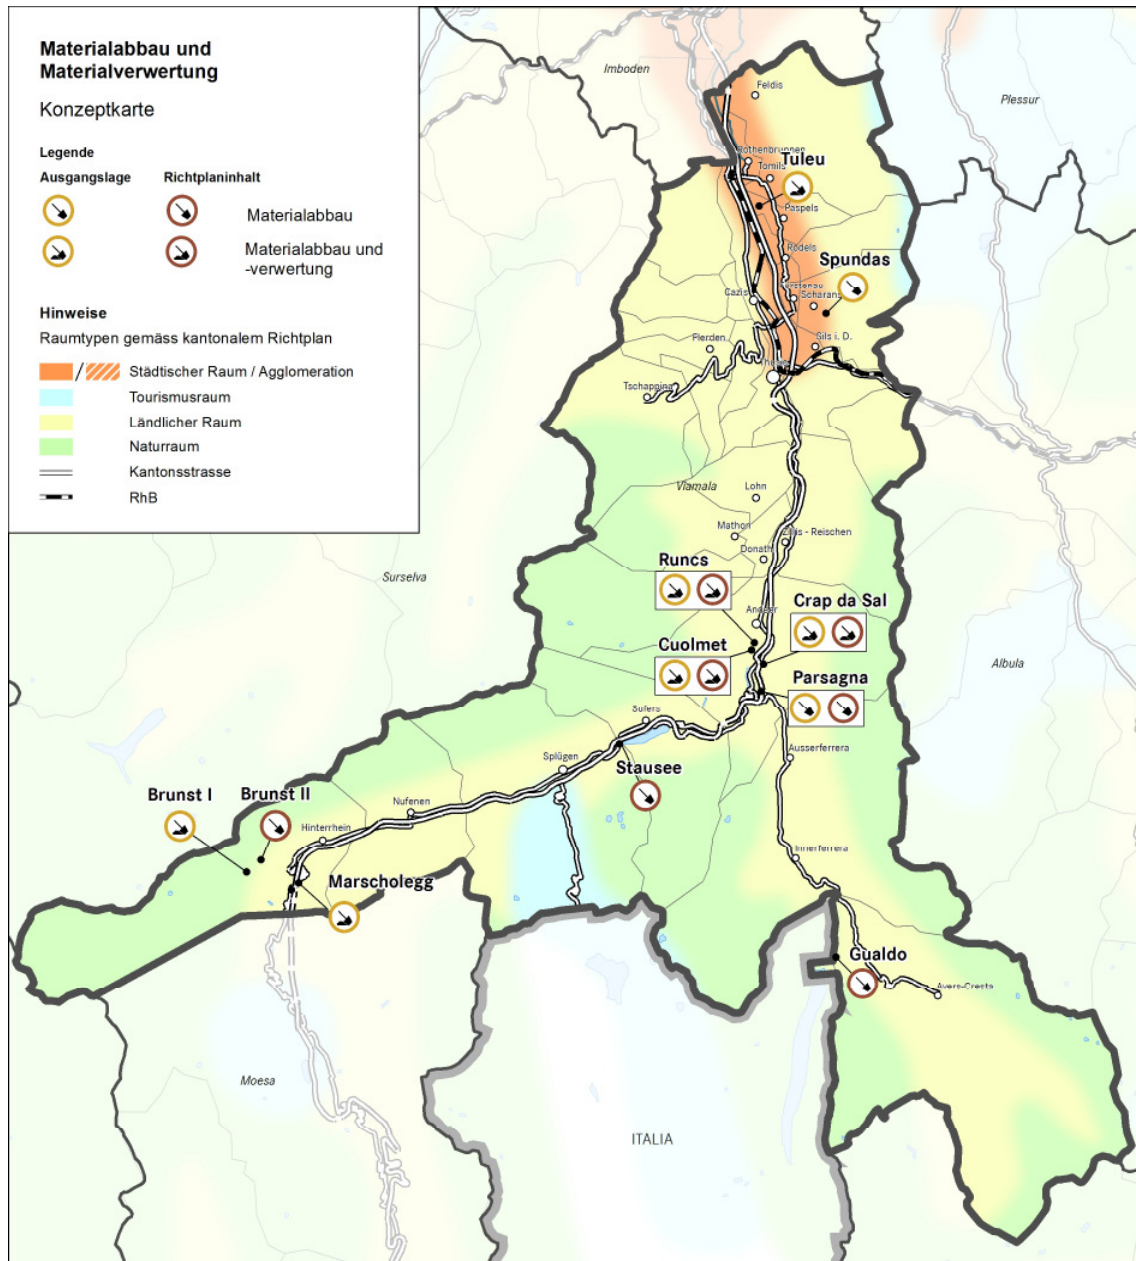 Materialabbau und
Materialverwertung
Konzeptkarte
Legende
Ausgangslage Richtplaninhalt
Materialabbau
Materialabbau und
-verwertung
Hinweise
Raumtypen gemäss kantonalem Richtplan
/ Städtischer Raum / Agglomeration
Tourismusraum
Ländlicher Raum
Naturraum
Kantonsstrasse
RhB
Imboden
Plessur
Feldis
Rothenbrunnen
Tuleu
Tomils
Paspels
Rodels
Spundas
Cazis
Scharans
Flerden
Sils i. D.
Tschappina
Viamala
Lohn
Mathon
Zillis - Reischen
Donath
Surselva
Runcs
Andeer
Crap da Sal
Cuolmet
Albula
Parsagna
Sufers
Ausserferrera
Splügen
Stausee
Brunst I
Brunst II
Nufenen
Hinterrhein
Innerferrera
Marscholegg
Gualdo
Avers-Cresta
Moesa
ITALIA